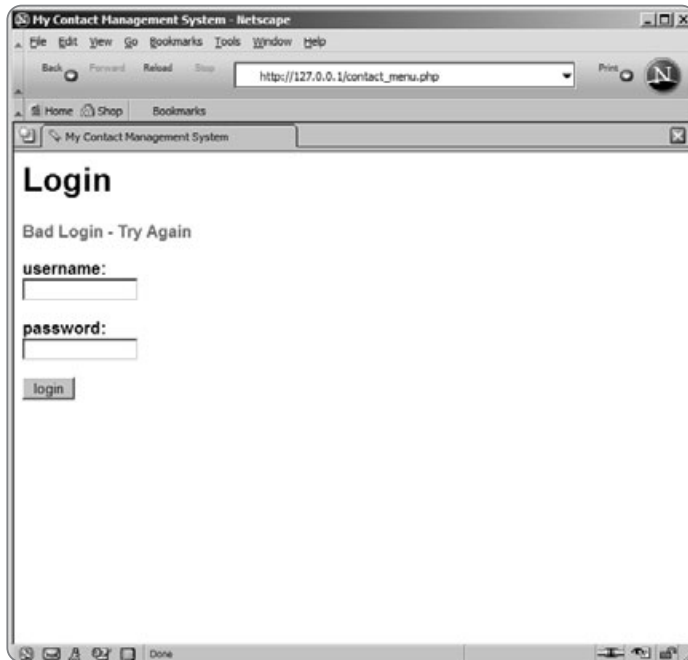 My Contact Management System - Netscape
File Edit View Go Bookmarks Tools Window Help
Back Forward Reload Stop http://127.0.0.1/contact_menu.php Print N
Home Shop Bookmarks
My Contact Management System
Login
Bad Login - Try Again
username:
password:
login
Done